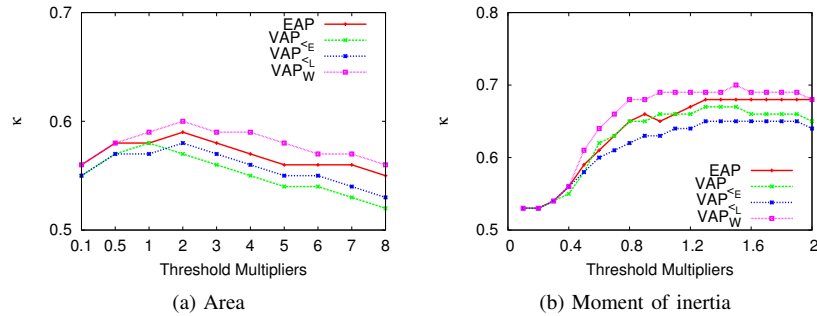 0.7
0.6
0.5
κ
0.1 0.5 1 2 3 4 5 6 7 8
Threshold Multipliers
EAP
VAP<E
VAP<L
VAPW
(a) Area
0.8
0.7
0.6
0.5
κ
0 0.4 0.8 1.2 1.6 2
Threshold Multipliers
EAP
VAP<E
VAP<L
VAPW
(b) Moment of inertia